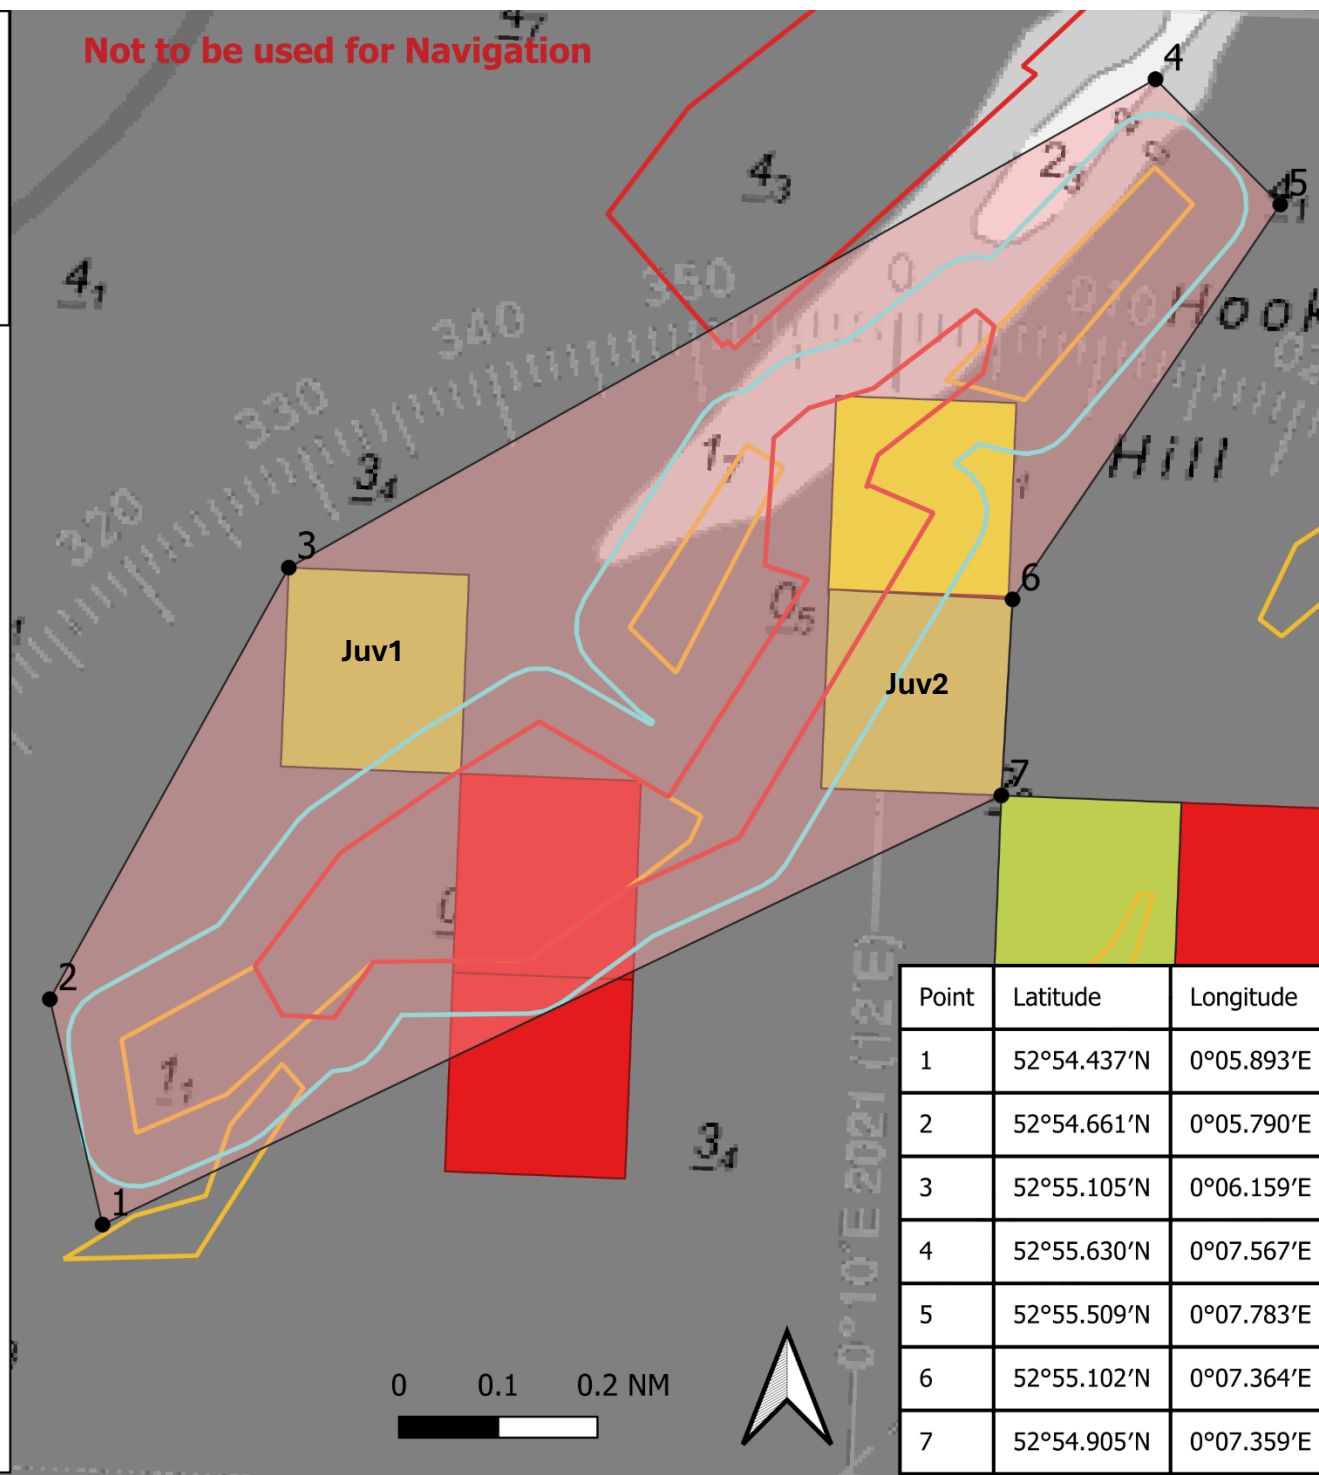 4₇
Not to be used for Navigation
4
2₉
4₃
5
4₁
350
0
010
Hook
340
330
320
1₇
Hill
3₄
3
6
0₅
Juv1
Juv2
7
2
1₁
1
3₄
0°10'E 2021 (12'E)
0 0.1 0.2 NM
Point Latitude Longitude
1 52°54.437′N 0°05.893′E
2 52°54.661′N 0°05.790′E
3 52°55.105′N 0°06.159′E
4 52°55.630′N 0°07.567′E
5 52°55.509′N 0°07.783′E
6 52°55.102′N 0°07.364′E
7 52°54.905′N 0°07.359′E